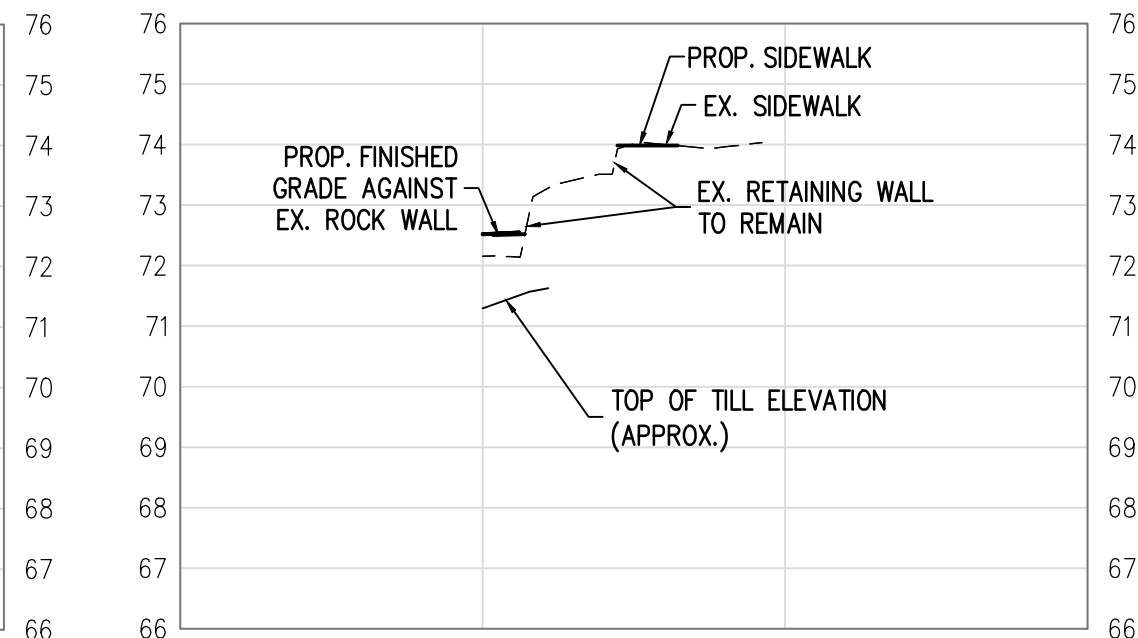 76 76 76
75 75 75
PROP. SIDEWALK
EX. SIDEWALK
74 74 74
PROP. FINISHED
GRADE AGAINST
EX. ROCK WALL
EX. RETAINING WALL
TO REMAIN
73 73 73
72 72 72
71 71 71
70 70 70
TOP OF TILL ELEVATION
(APPROX.)
69 69 69
68 68 68
67 67 67
66 66 66